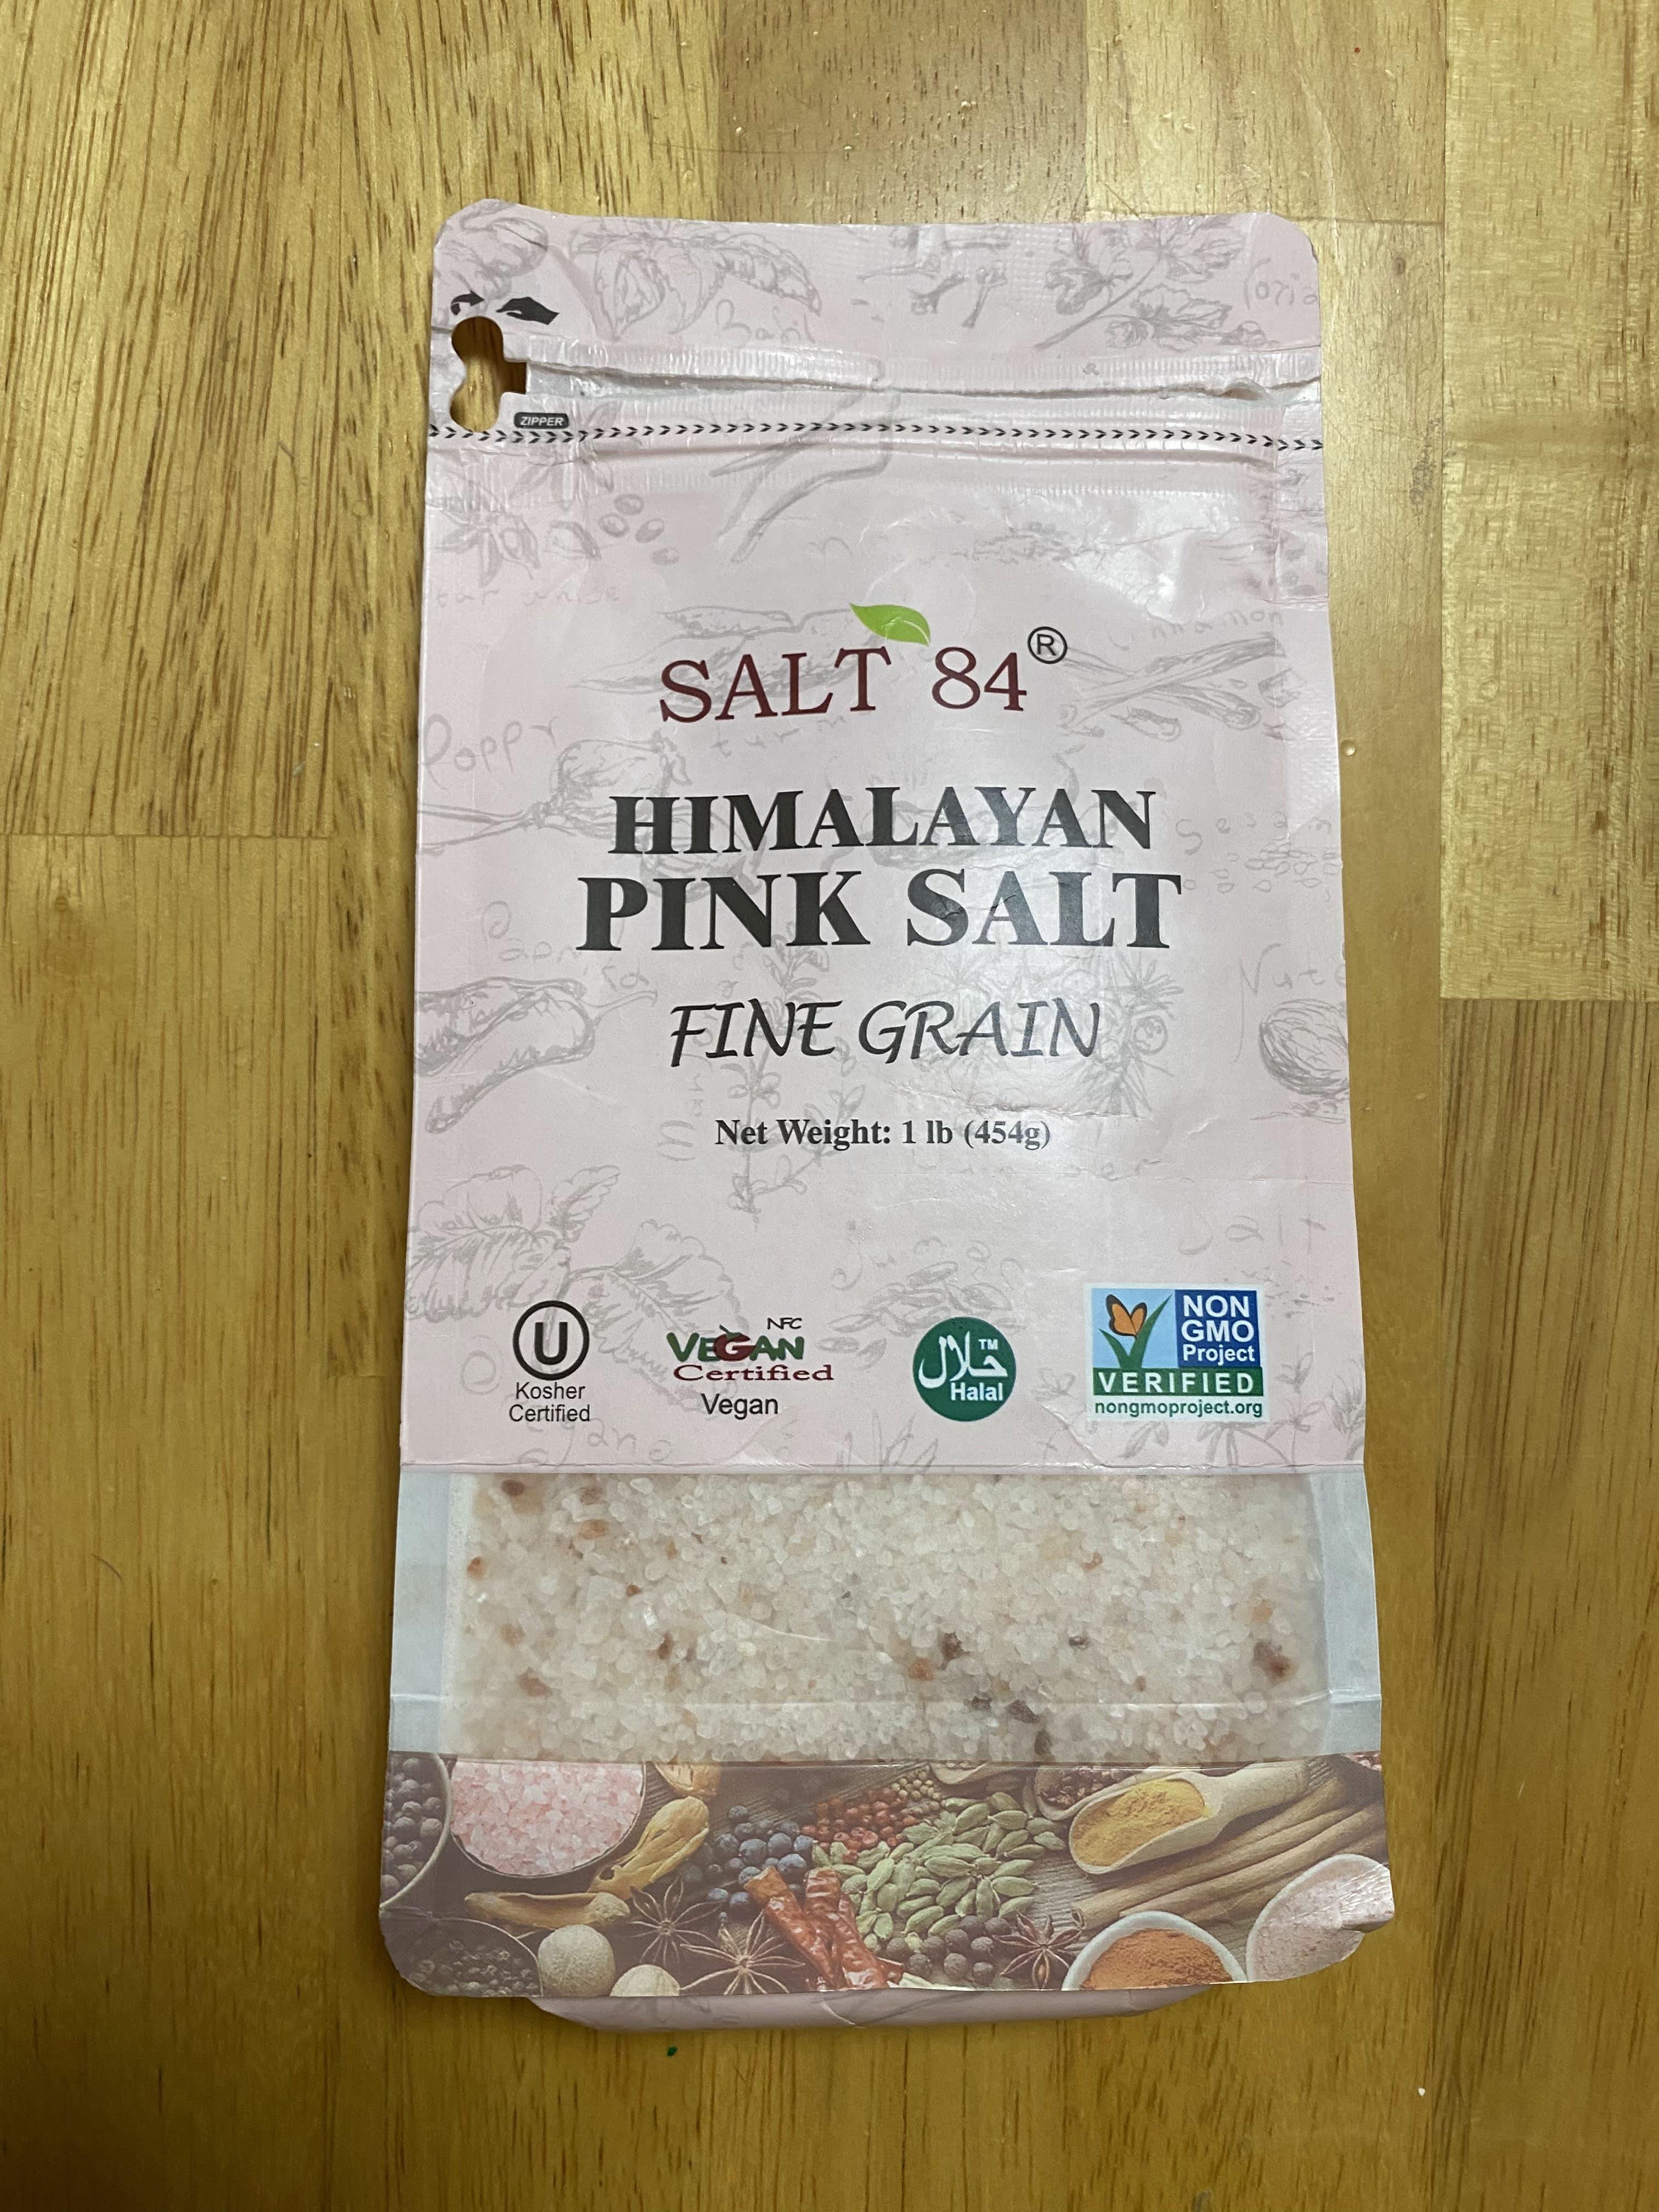 ZIPPER
SALT 84®
HIMALAYAN
PINK SALT
FINE GRAIN
Net Weight: 1 lb (454g)
U
Kosher
Certified
NFC
VEGAN
Certified
Vegan
حلال™
Halal
NON
GMO
Project
VERIFIED
nongmoproject.org